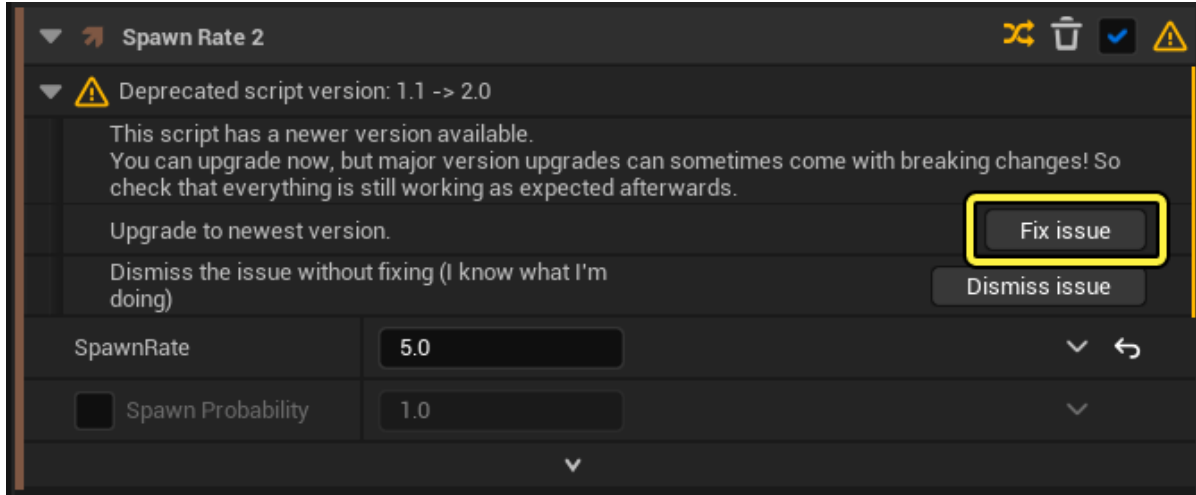 Spawn Rate 2
Deprecated script version: 1.1 -> 2.0
This script has a newer version available.
You can upgrade now, but major version upgrades can sometimes come with breaking changes! So
check that everything is still working as expected afterwards.
Upgrade to newest version.
Fix issue
Dismiss the issue without fixing (I know what I'm
doing)
Dismiss issue
SpawnRate
5.0
Spawn Probability
1.0